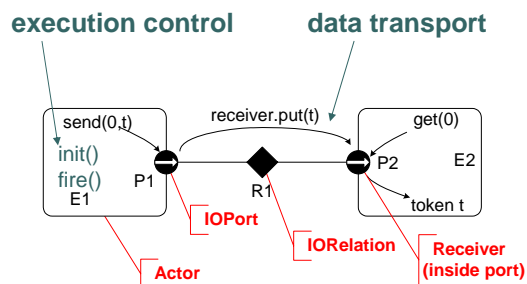 execution control
data transport
send(0,t)
receiver.put(t)
get(0)
init()
fire()
P1
E1
R1
P2
E2
token t
IOPort
IORelation
Receiver
(inside port)
Actor